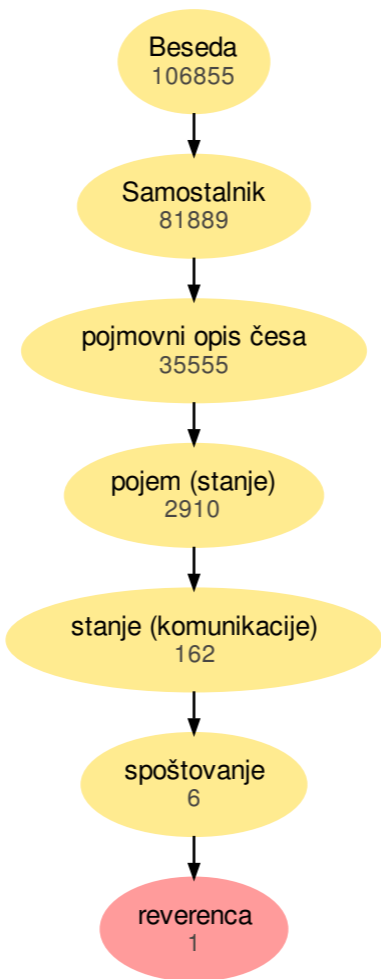 Beseda
106855
Samostalnik
81889
pojmovni opis česa
35555
pojem (stanje)
2910
stanje (komunikacije)
162
spoštovanje
6
reverenca
1